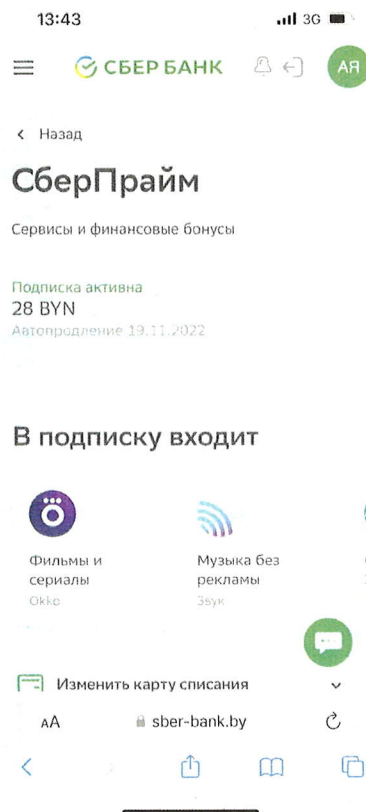 13:43
3G
СБЕР БАНК
АЯ
Назад
СберПрайм
Сервисы и финансовые бонусы
Подписка активна
28 BYN
Автопродление 19.11.2022
В подписку входит
Фильмы и
сериалы
Okko
Музыка без
рекламы
Звук
Изменить карту списания
AA
sber-bank.by